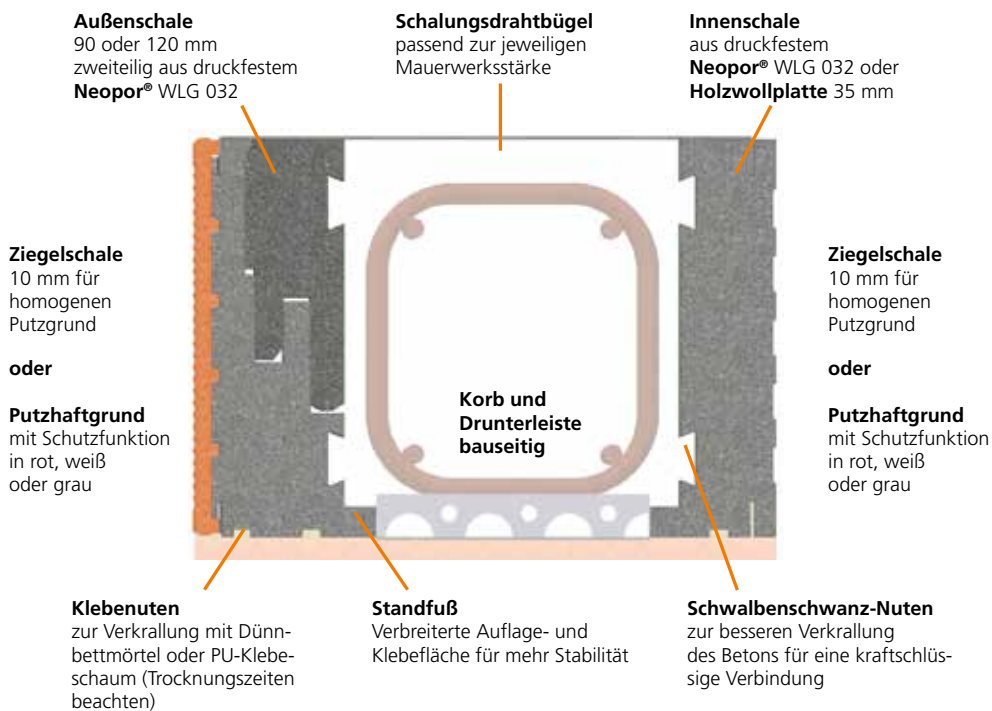 Außenschale
90 oder 120 mm
zweiteilig aus druckfestem
Neopor® WLG 032
Schalungsdrahtbügel
passend zur jeweiligen
Mauerwerksstärke
Innenschale
aus druckfestem
Neopor® WLG 032 oder
Holzwollplatte 35 mm
Ziegelschale
10 mm für
homogenen
Putzgrund
oder
Putzhaftgrund
mit Schutzfunktion
in rot, weiß
oder grau
Korb und
Drunterleiste
bauseitig
Ziegelschale
10 mm für
homogenen
Putzgrund
oder
Putzhaftgrund
mit Schutzfunktion
in rot, weiß
oder grau
Klebenuten
zur Verkrallung mit Dünn-
bettmörtel oder PU-Klebe-
schaum (Trocknungszeiten
beachten)
Standfuß
Verbreiterte Auflage- und
Klebefläche für mehr Stabilität
Schwalbenschwanz-Nuten
zur besseren Verkrallung
des Betons für eine kraftschlüs-
sige Verbindung